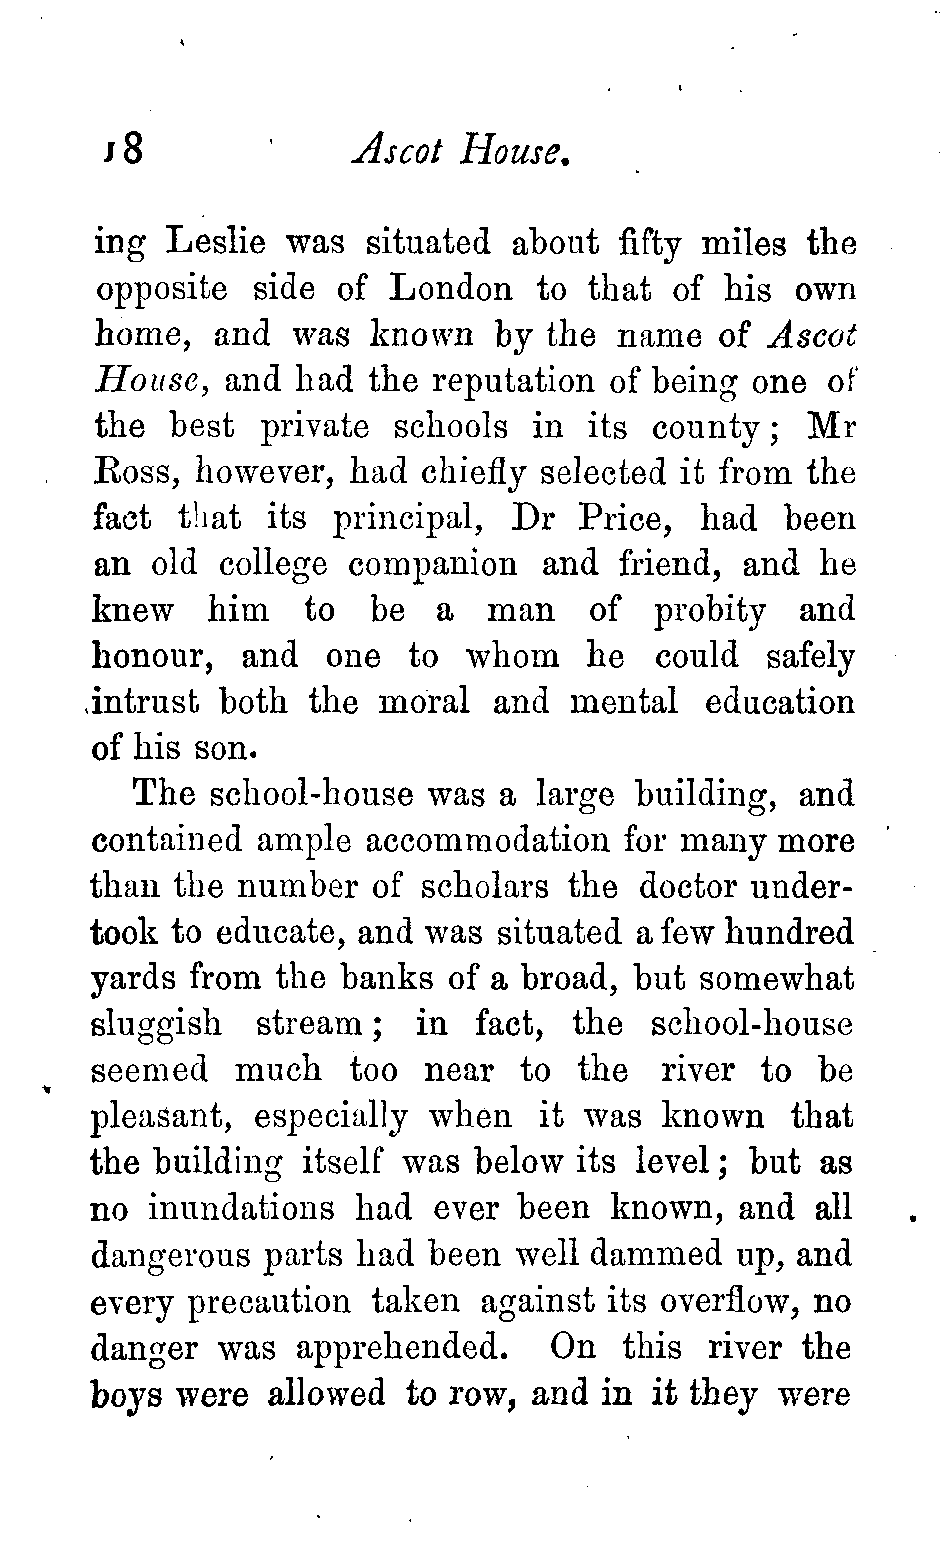 18 Ascot House.
ing Leslie was situated about fifty miles the
opposite side of London to that of his own
home, and was known by the name of Ascot
House, and had the reputation of being one of
the best private schools in its county; Mr
Ross, however, had chiefly selected it from the
fact that its principal, Dr Price, had been
an old college companion and friend, and he
knew him to be a man of probity and
honour, and one to whom he could safely
intrust both the moral and mental education
of his son.
The school-house was a large building, and
contained ample accommodation for many more
than the number of scholars the doctor under-
took to educate, and was situated a few hundred
yards from the banks of a broad, but somewhat
sluggish stream; in fact, the school-house
seemed much too near to the river to be
pleasant, especially when it was known that
the building itself was below its level; but as
no inundations had ever been known, and all
dangerous parts had been well dammed up, and
every precaution taken against its overflow, no
danger was apprehended. On this river the
boys were allowed to row, and in it they were